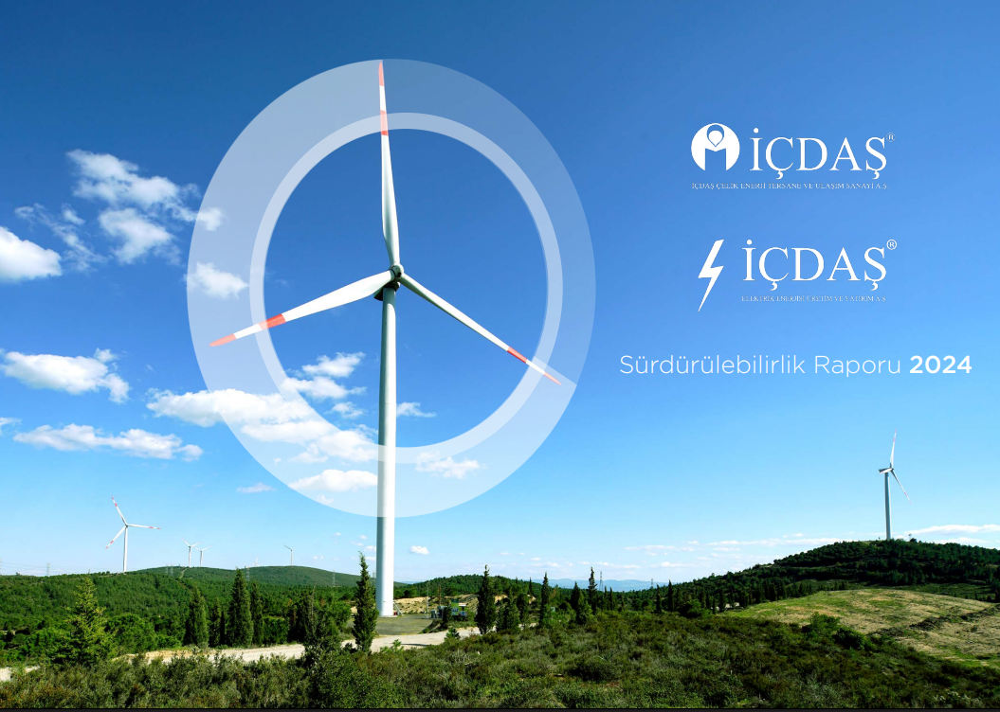 İÇDAŞ®
İÇDAŞ ÇELİK ENERJİ TERSANE VE ULAŞIM SANAYİ A.Ş.
İÇDAŞ®
ELEKTRİK ENERJİSİ ÜRETİM VE YATIRIM A.Ş.
Sürdürülebilirlik Raporu 2024